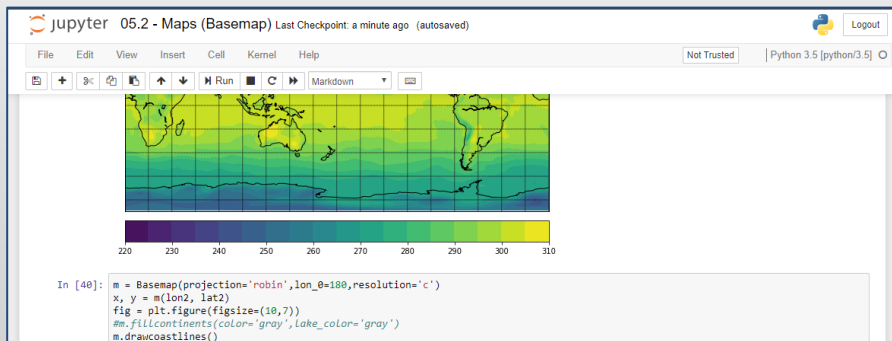 jupyter 05.2 - Maps (Basemap) Last Checkpoint: a minute ago (autosaved) Logout
File Edit View Insert Cell Kernel Help Not Trusted Python 3.5 [python/3.5]
Run Markdown
220 230 240 250 260 270 280 290 300 310
In [40]: m = Basemap(projection='robin',lon_0=180,resolution='c')
x, y = m(lon2, lat2)
fig = plt.figure(figsize=(10,7))
#m.fillcontinents(color='gray',lake_color='gray')
m.drawcoastlines()